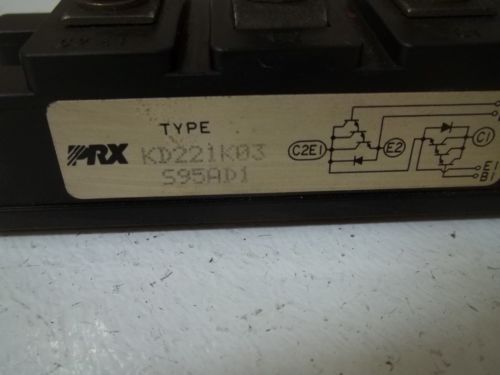 TYPE
PRX KD221K03
S95AD1
C2E1
E2
C1
E1
B1